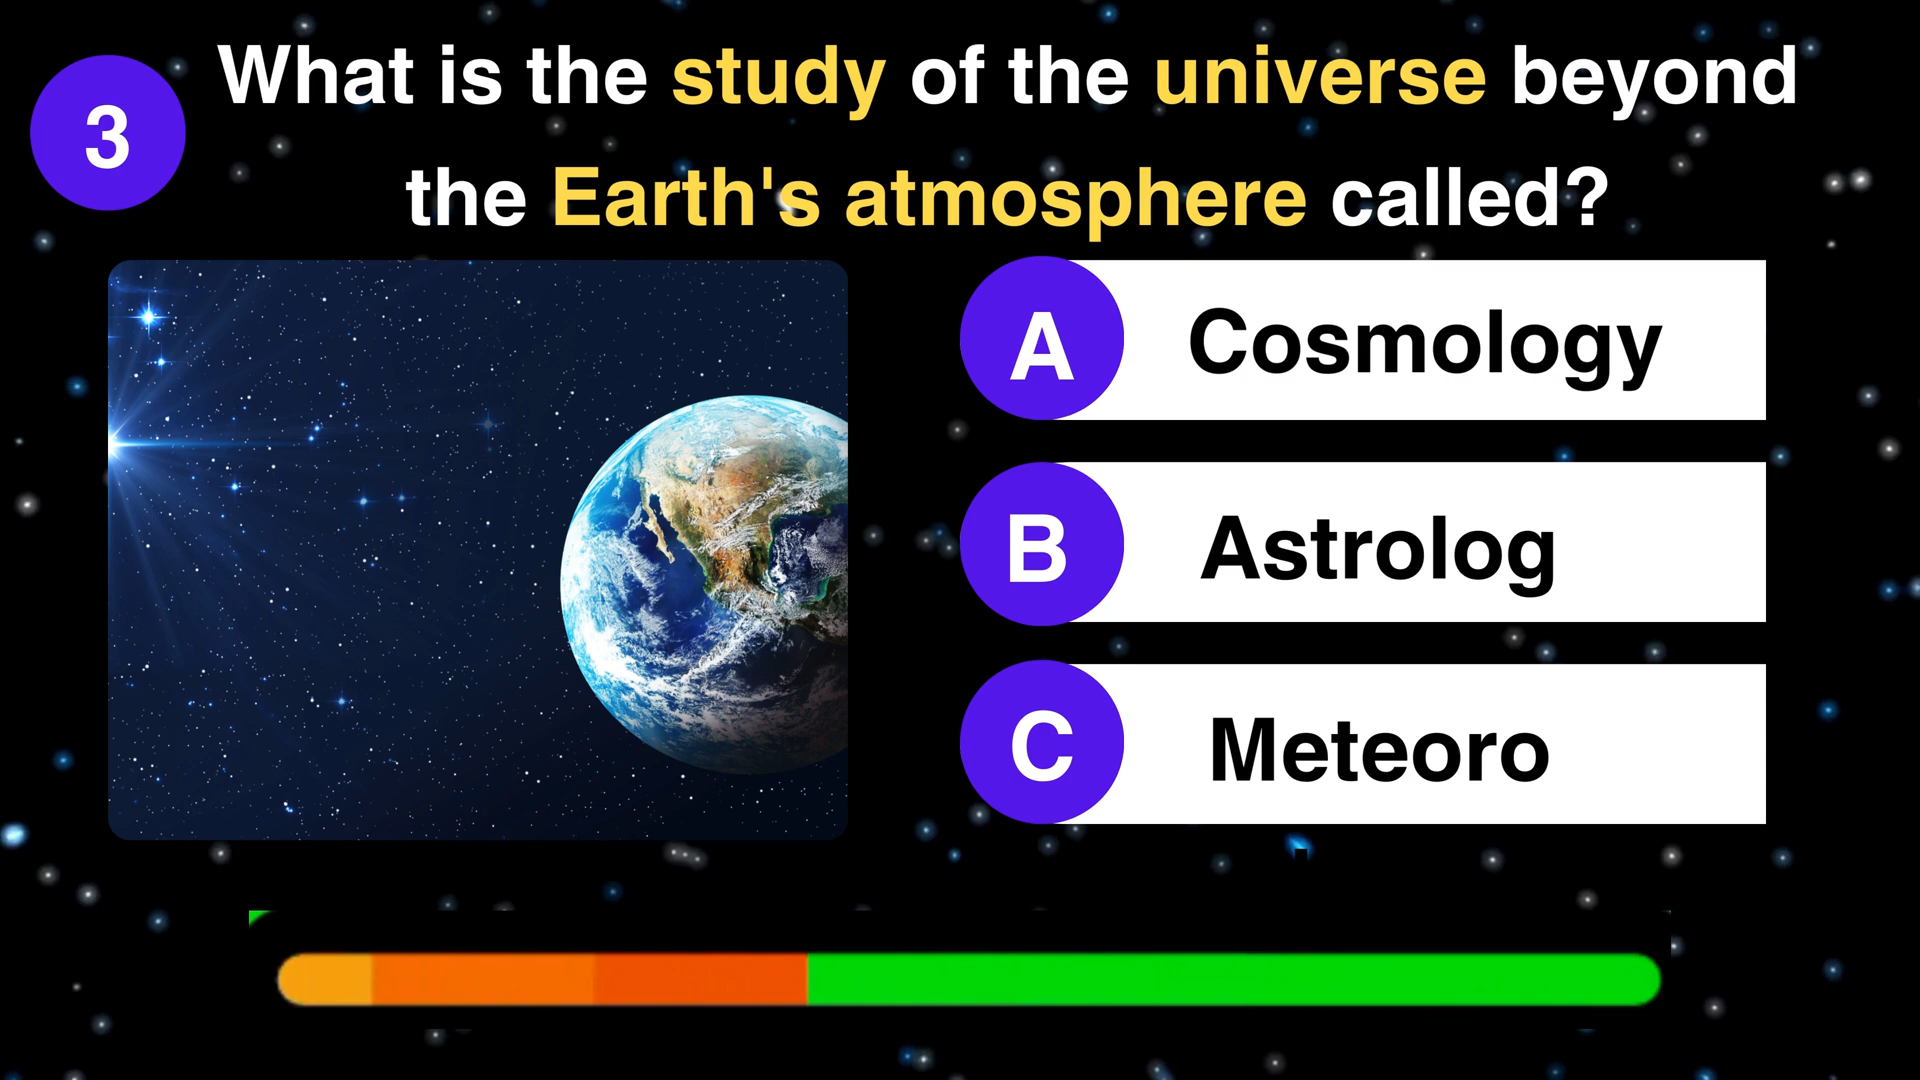 3
What is the study of the universe beyond
the Earth's atmosphere called?
A Cosmology
B Astrolog
C Meteoro